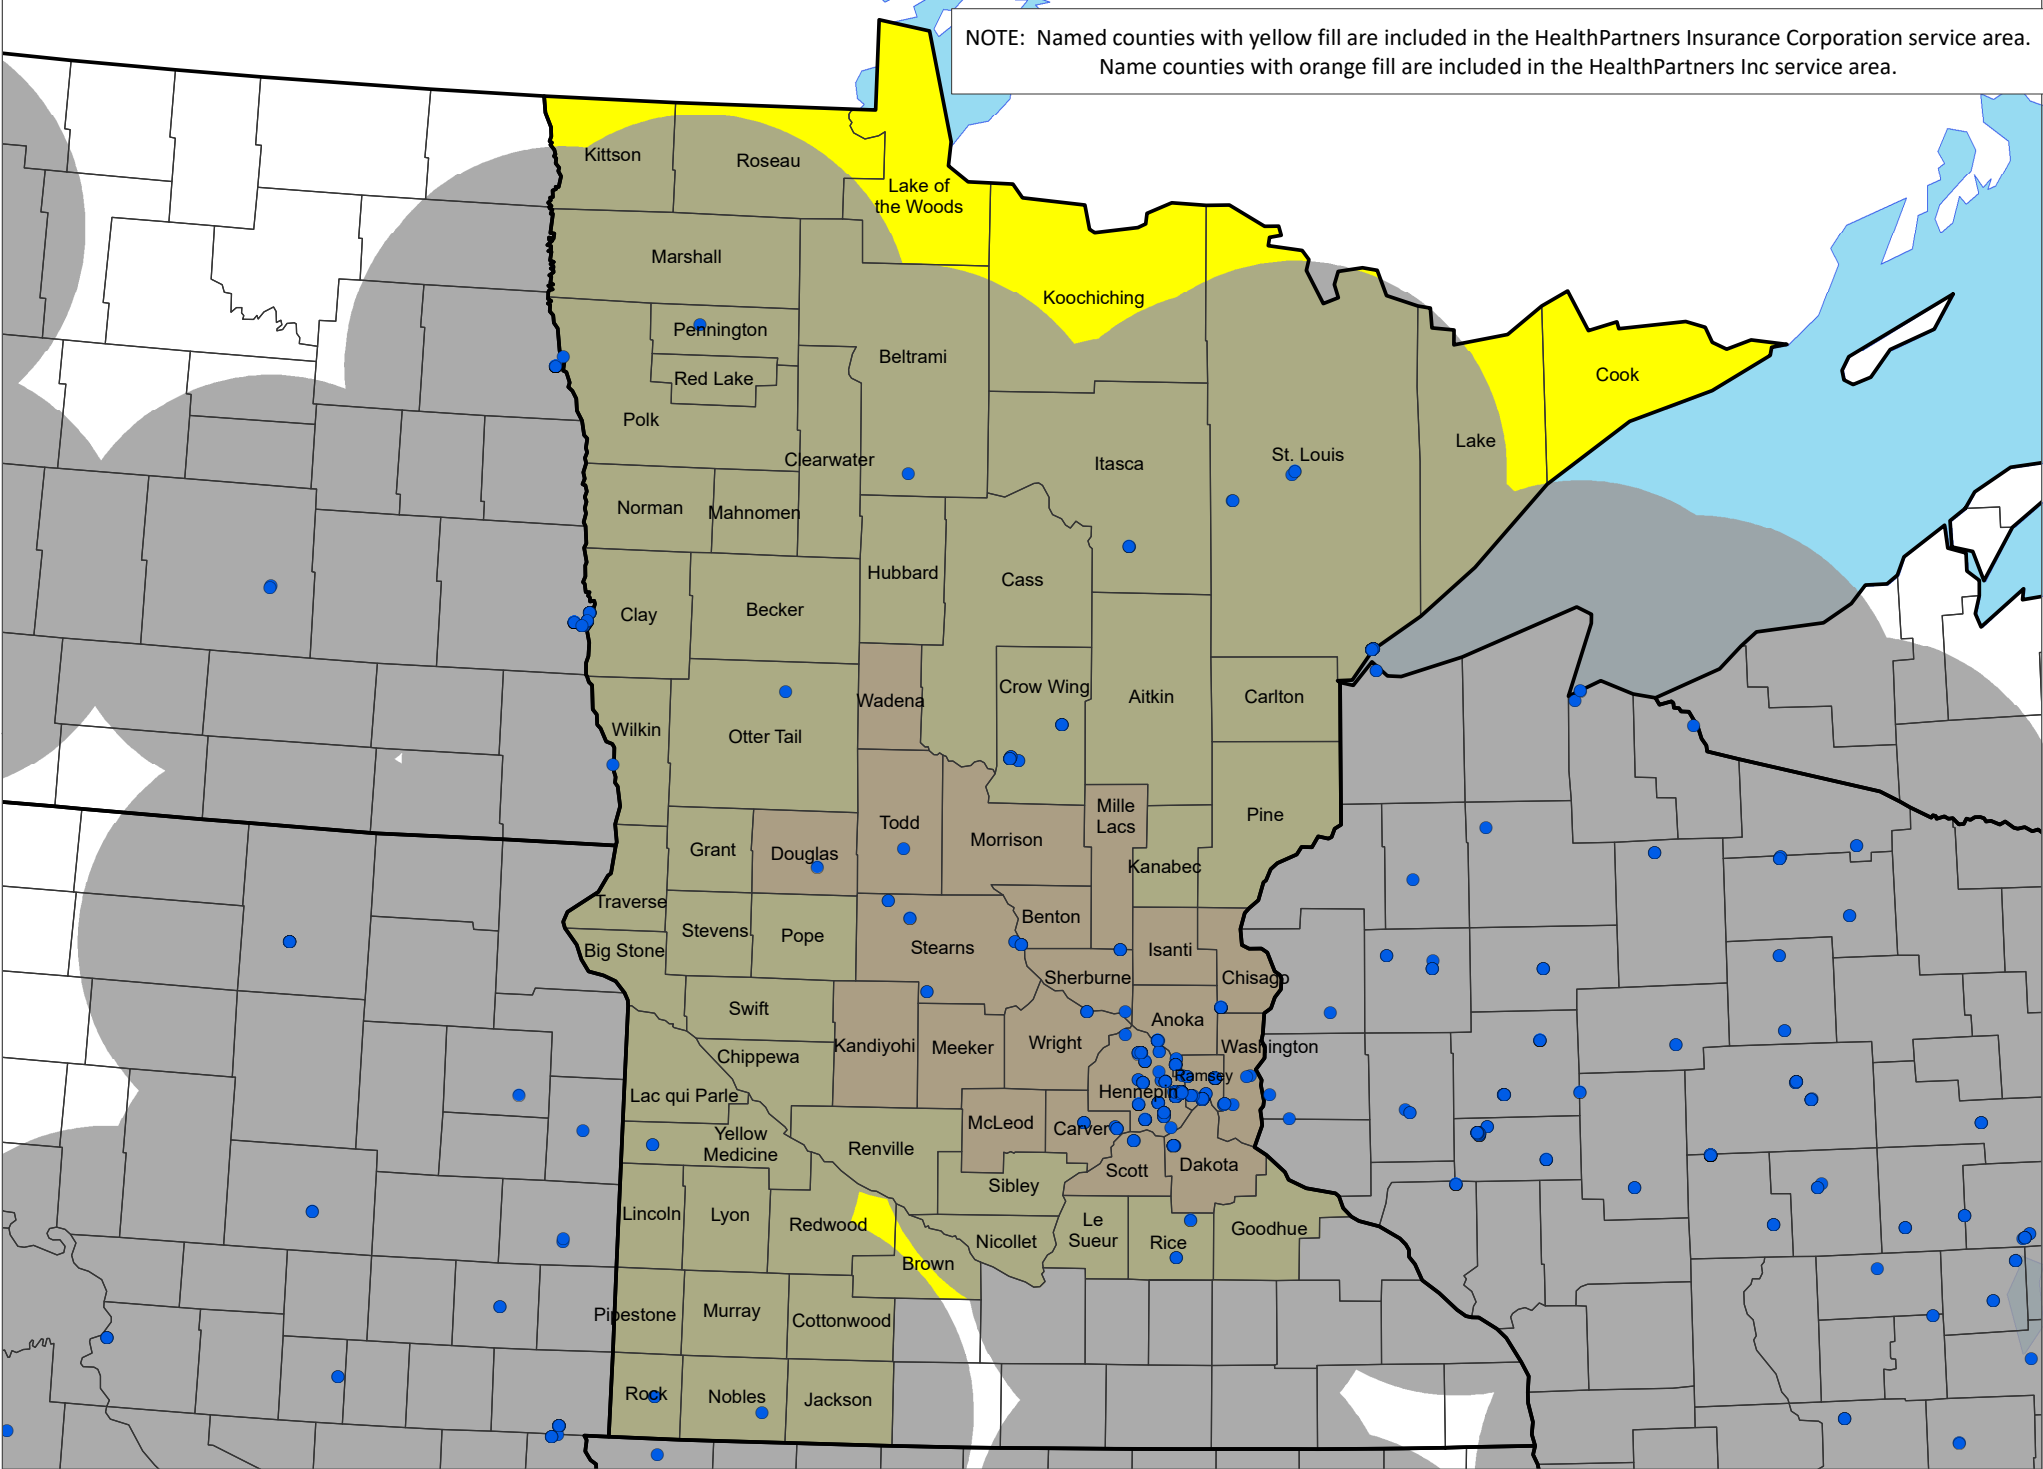 NOTE:  Named counties with yellow fill are included in the HealthPartners Insurance Corporation service area.
Name counties with orange fill are included in the HealthPartners Inc service area.
Kittson
Roseau
Lake of
the Woods
Marshall
Koochiching
Pennington
Beltrami
Red Lake
Cook
Polk
Lake
Clearwater
Itasca
St. Louis
Norman
Mahnomen
Hubbard
Cass
Clay
Becker
Wadena
Crow Wing
Aitkin
Carlton
Wilkin
Otter Tail
Mille
Lacs
Todd
Morrison
Pine
Grant
Douglas
Kanabec
Traverse
Stevens
Pope
Benton
Big Stone
Stearns
Isanti
Sherburne
Chisago
Swift
Anoka
Kandiyohi
Meeker
Wright
Washington
Chippewa
Ramsey
Lac qui Parle
Hennepin
McLeod
Carver
Yellow
Medicine
Renville
Scott
Dakota
Sibley
Lincoln
Lyon
Redwood
Le
Sueur
Nicollet
Rice
Goodhue
Brown
Pipestone
Murray
Cottonwood
Rock
Nobles
Jackson